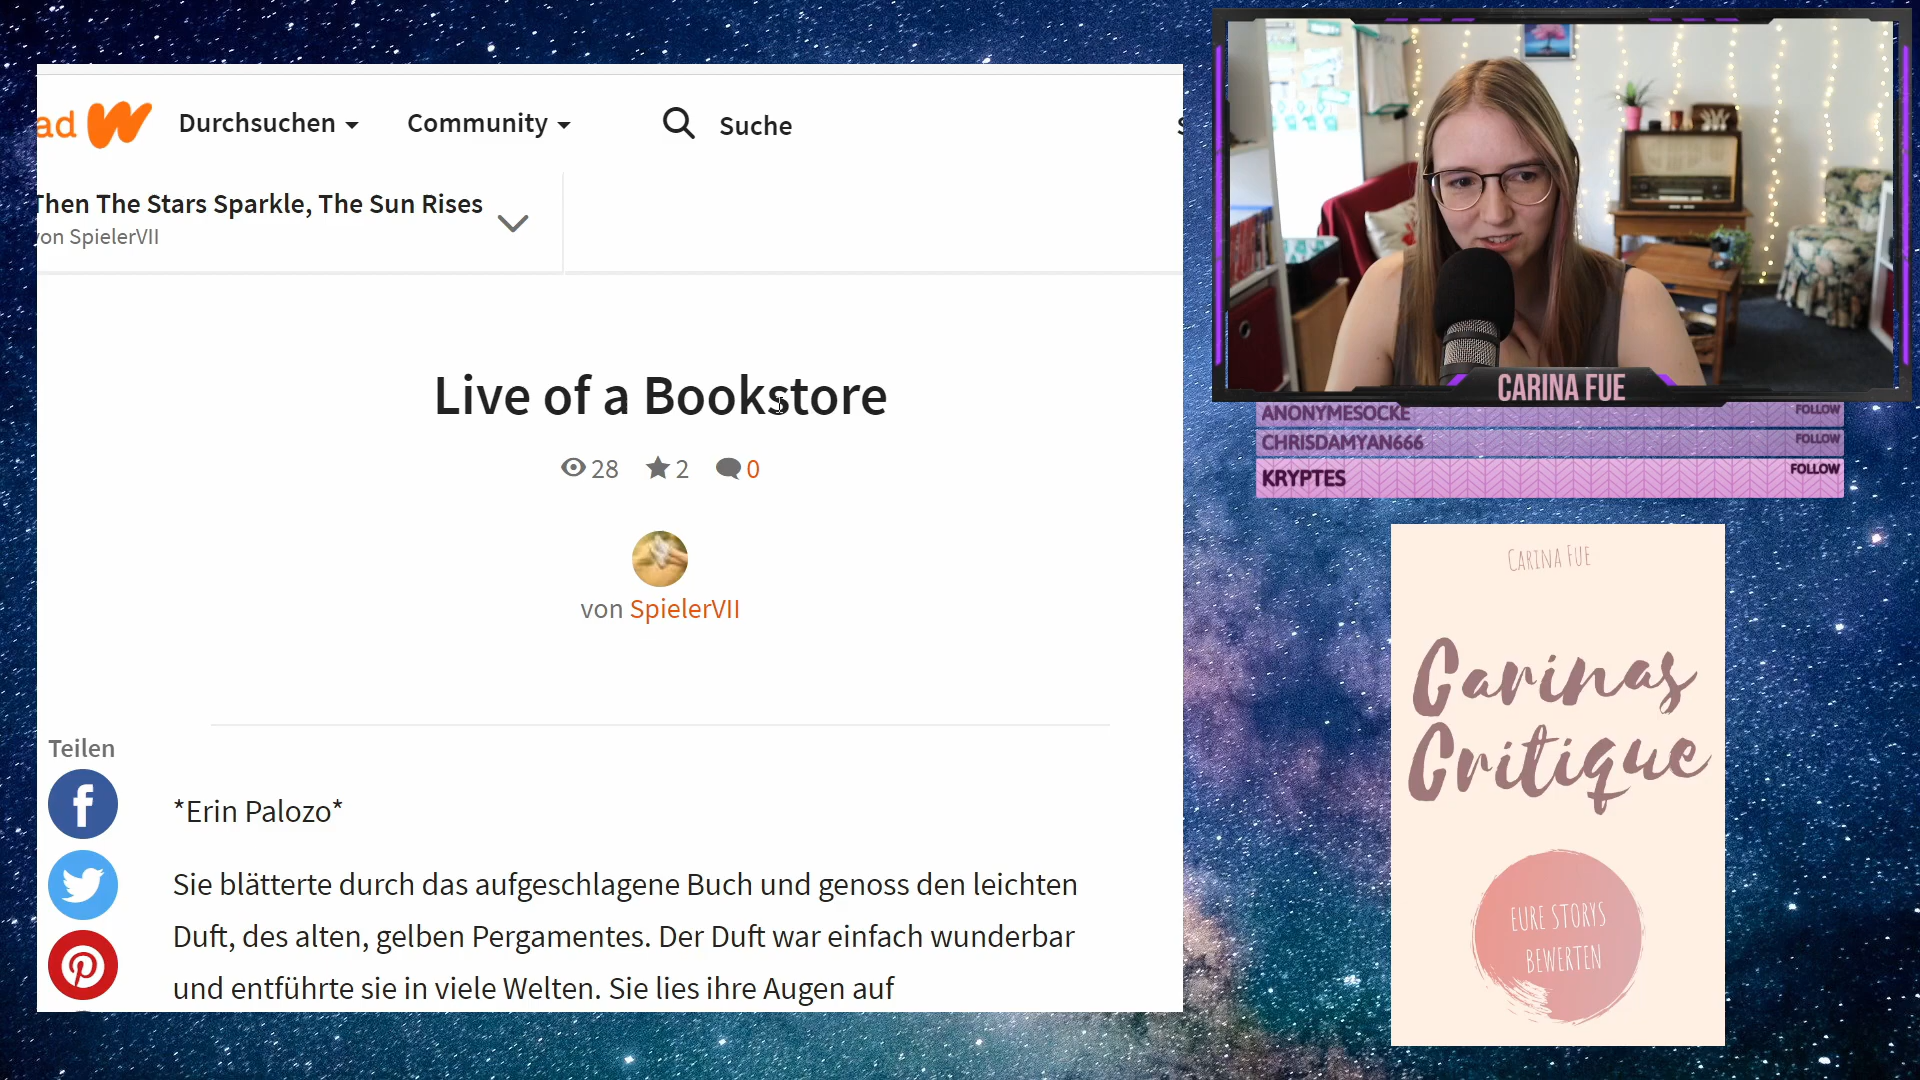 ad
Durchsuchen
Community
Suche
Then The Stars Sparkle, The Sun Rises
von SpielerVII
Live of a Bookstore
28
2
0
von SpielerVII
Teilen
*Erin Palozo*
Sie blätterte durch das aufgeschlagene Buch und genoss den leichten
Duft, des alten, gelben Pergamentes. Der Duft war einfach wunderbar
und entführte sie in viele Welten. Sie lies ihre Augen auf
CARINA FUE
ANONYMESOCKE FOLLOW
CHRISDAMYAN666 FOLLOW
KRYPTES FOLLOW
CARINA FUE
Carinas
Critique
EURE STORYS
BEWERTEN